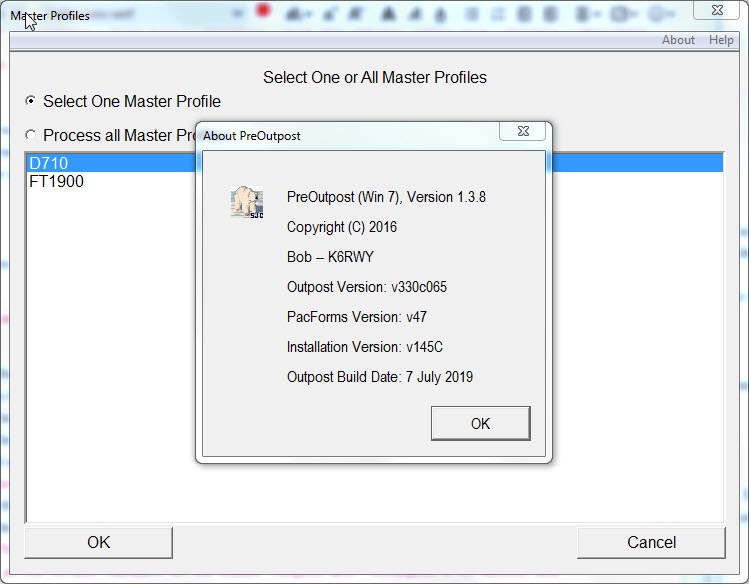 Master Profiles
About Help
Select One or All Master Profiles
Select One Master Profile
Process all Master Pro
D710
FT1900
About PreOutpost
SJC
PreOutpost (Win 7), Version 1.3.8
Copyright (C) 2016
Bob – K6RWY
Outpost Version: v330c065
PacForms Version: v47
Installation Version: v145C
Outpost Build Date: 7 July 2019
OK
OK
Cancel